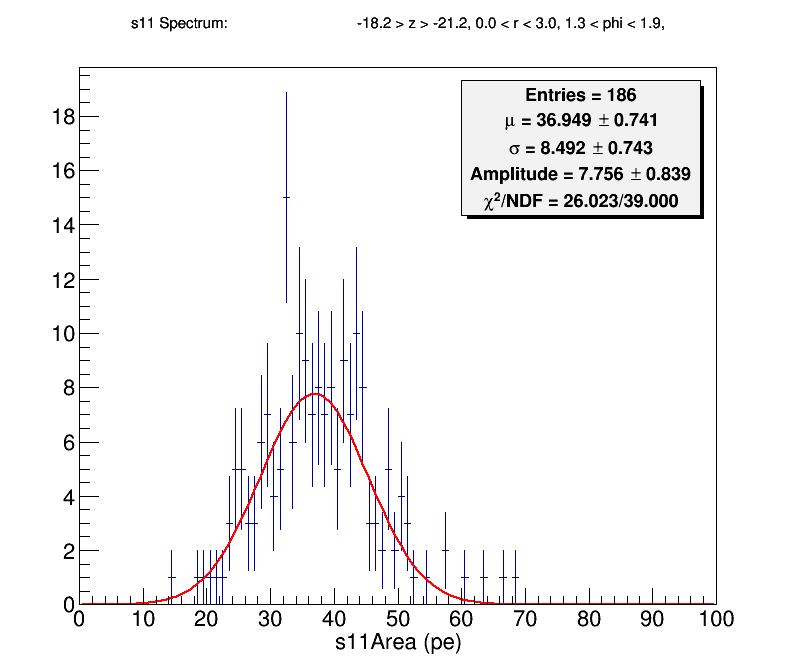 s11 Spectrum: -18.2 > z > -21.2, 0.0 < r < 3.0, 1.3 < phi < 1.9,
Entries = 186
μ = 36.949 ± 0.741
σ = 8.492 ± 0.743
Amplitude = 7.756 ± 0.839
χ²/NDF = 26.023/39.000
18
16
14
12
10
8
6
4
2
0
0 10 20 30 40 50 60 70 80 90 100
s11Area (pe)